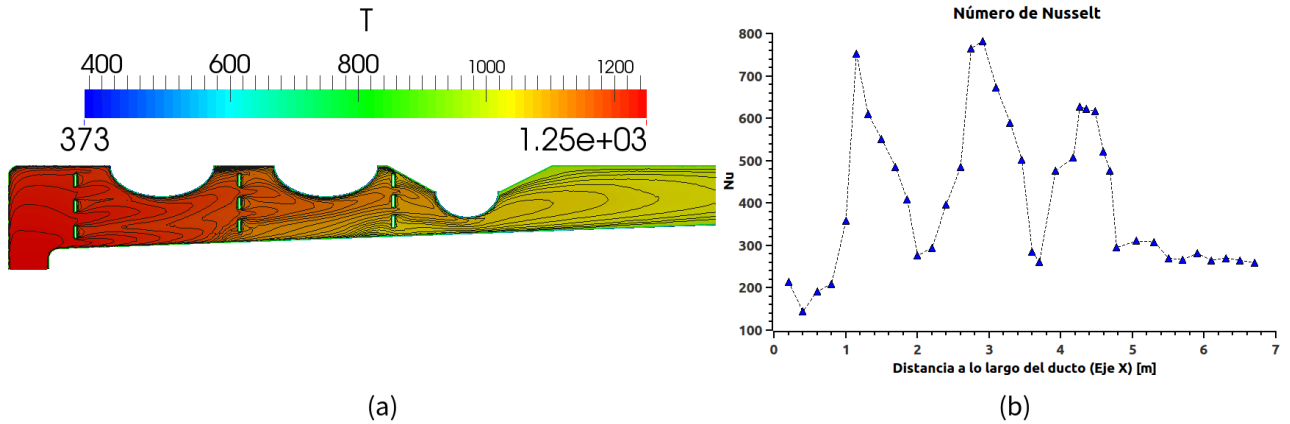 T
400 600 800 1000 1200
373 1.25e+03
(a)
Número de Nusselt
Nu
800
700
600
500
400
300
200
100
0 1 2 3 4 5 6 7
Distancia a lo largo del ducto (Eje X) [m]
(b)